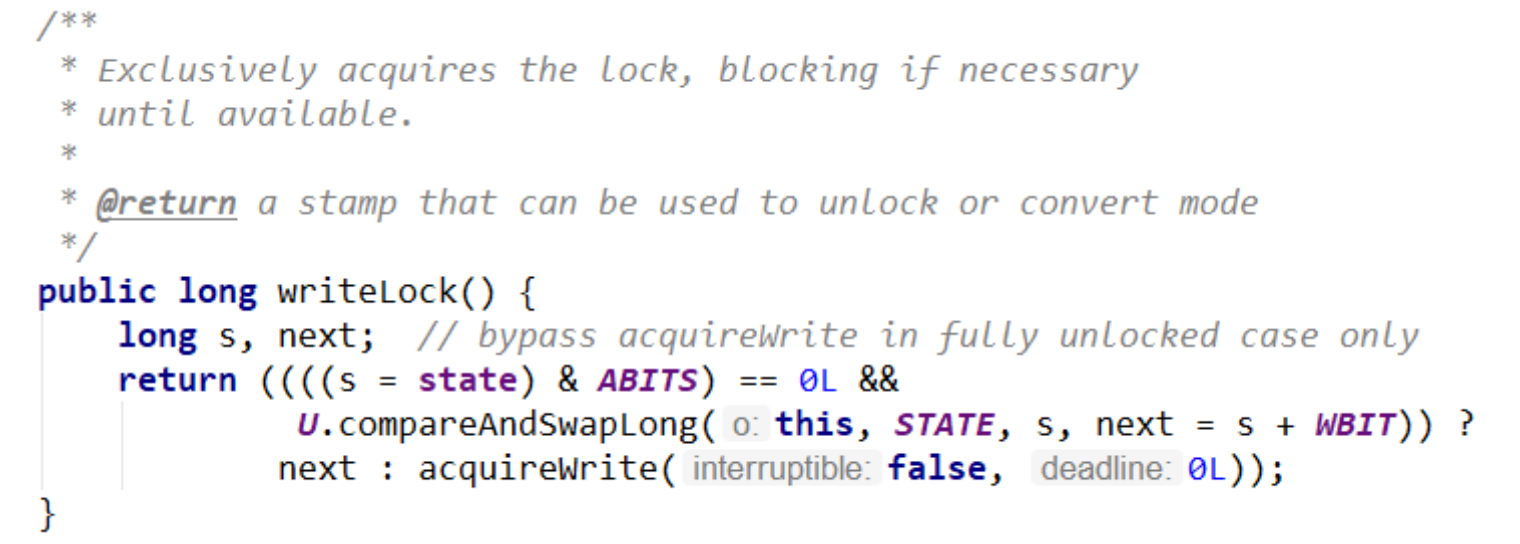 /**
 * Exclusively acquires the lock, blocking if necessary
 * until available.
 *
 * @return a stamp that can be used to unlock or convert mode
 */
public long writeLock() {
    long s, next;  // bypass acquireWrite in fully unlocked case only
    return ((((s = state) & ABITS) == 0L &&
             U.compareAndSwapLong( o: this, STATE, s, next = s + WBIT)) ?
            next : acquireWrite( interruptible: false, deadline: 0L));
}